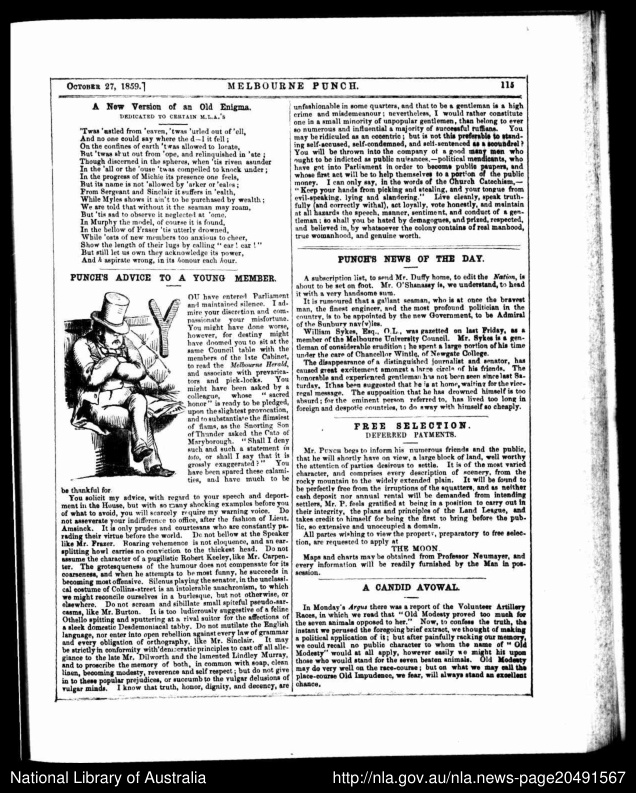 OCTOBER 27, 1859.]
MELBOURNE PUNCH.
115
A New Version of an Old Enigma.
DEDICATED TO CERTAIN M.L.A.'S
'Twas 'astled from 'eaven, 'twas 'urled out of 'ell,
And no one could say where the d—l it fell;
On the confines of earth 'twas allowed to locate,
But 'twas shut out from 'ope, and relinquished in 'ate;
Though discerned in the spheres, when 'tis riven asunder
In the 'all or the 'ouse 'twas compelled to knock under;
In the progress of Michie its presence one feels,
But its name is not 'allowed by 'arker or 'eales;
From Sergeant and Sinclair it suffers in 'ealth,
While Myles shows it ain't to be purchased by wealth;
We are told that without it the seaman may roam,
But 'tis sad to observe it neglected at 'ome,
In Murphy the model, of course it is found,
In the bellow of Fraser 'tis utterly drowned,
While 'osts of new members too anxious to cheer,
Show the length of their lugs by calling "ear! ear!"
But still let us own they acknowledge its power,
And h aspirate wrong, in its honour each hour.
PUNCH'S ADVICE TO A YOUNG MEMBER.
OU have entered Parliament
and maintained silence. I ad-
mire your discretion and com-
passionate your misfortune.
You might have done worse,
however, for destiny might
have doomed you to sit at the
same Council table with the
members of the late Cabinet,
to read the Melbourne Herald,
and associate with prevarica-
tors and pick-locks. You
might have been asked by a
colleague, whose "sacred
honor" is ready to be pledged,
upon the slightest provocation,
and to substantiate the flimsiest
of flams, as the Snorting Son
of Thunder asked the Cato of
Maryborough. "Shall I deny
such and such a statement in
toto, or shall I say that it is
grossly exaggerated?" You
have been spared these calami-
ties, and have much to be
be thankful for
You solicit my advice, with regard to your speech and deport-
ment in the House, but with so many shocking examples before you
of what to avoid, you will scarcely require my warning voice. Do
not asseverate your indifference to office, after the fashion of Lieut.
Amsinck. It is only prudes and courtesans who are constantly pa-
rading their virtue before the world. Do not bellow at the Speaker
like Mr. Frazer. Roaring vehemence is not eloquence, and an ear-
splitting howl carries no conviction to the thickest head. Do not
assume the character of a pugilistic Robert Keeley, like Mr. Carpen-
ter. The grotesqueness of the humour does not compensate for its
coarseness, and when he attempts to be most funny, he succeeds in
becoming most offensive. Silenus playing the senator, in the unclassi-
cal costume of Collins-street is an intolerable anachronism, to which
we might reconcile ourselves in a burlesque, but not otherwise, or
elsewhere. Do not scream and sibillate small spiteful pseudo-sar-
casms, like Mr. Burton. It is too ludicrously suggestive of a feline
Othello spitting and sputtering at a rival suitor for the affections of
a sleek domestic Desdemoniacal tabby. Do not mutilate the English
language, nor enter into open rebellion against every law of grammar
and every obligation of orthography, like Mr. Sinclair. It may
be strictly in conformity with democratic principles to cast off all alle-
giance to the late Mr. Dilworth and the lamented Lindley Murray,
and to proscribe the memory of both, in common with soap, clean
linen, becoming modesty, reverence and self respect; but do not give
in to these popular prejudices, or succumb to the vulgar delusions of
vulgar minds. I know that truth, honor, dignity, and decency, are
unfashionable in some quarters, and that to be a gentleman is a high
crime and misdemeanour; nevertheless, I would rather constitute
one in a small minority of unpopular gentlemen, than belong to ever
so numerous and influential a majority of successful ruffians. You
may be ridiculed as an eccentric; but is not this preferable to stand-
ing self-accused, self-condemned, and self-sentenced as a scoundrel?
You will be thrown into the company of a good many men who
ought to be indicted as public nuisances,—political mendicants, who
have got into Parliament in order to become public paupers, and
whose first act will be to help themselves to a portion of the public
money. I can only say, in the words of the Church Catechism,—
"Keep your hands from picking and stealing, and your tongue from
evil-speaking, lying and slandering." Live cleanly, speak truth-
fully (and correctly withal), act loyally, vote honestly, and maintain
at all hazards the speech, manner, sentiment, and conduct of a gen-
tleman; so shall you be hated by demagogues, and prized, respected,
and believed in, by whatsoever the colony contains of real manhood,
true womanhood, and genuine worth.
PUNCH'S NEWS OF THE DAY.
A subscription list, to send Mr. Duffy home, to edit the Nation, is
about to be set on foot. Mr. O'Shanassy is, we understand, to head
it with a very handsome sum.
It is rumoured that a gallant seaman, who is at once the bravest
man, the finest engineer, and the most profound politician in the
country, is to be appointed by the new Government, to be Admiral
of the Sunbury nav(v)ies.
William Sykes, Esq., O.L., was gazetted on last Friday, as a
member of the Melbourne University Council. Mr. Sykes is a gen-
tleman of considerable erudition; he spent a large portion of his time
under the care of Chancellor Wintle, of Newgate College.
The disappearance of a distinguished journalist and senator, has
caused great excitement amongst a large circle of his friends. The
honorable and experienced gentleman has not been seen since last Sa-
turday. It has been suggested that he is at home, waiting for the vice-
regal message. The supposition that he has drowned himself is too
absurd; for the eminent person referred to, has lived too long in
foreign and despotic countries, to do away with himself so cheaply.
FREE SELECTION.
DEFERRED PAYMENTS.
Mr. PUNCH begs to inform his numerous friends and the public,
that he will shortly have on view, a large block of land, well worthy
the attention of parties desirous to settle. It is of the most varied
character, and comprises every description of scenery, from the
rocky mountain to the widely extended plain. It will be found to
be perfectly free from the irruptions of the squatters, and as neither
cash deposit nor annual rental will be demanded from intending
settlers, Mr. P. feels gratified at being in a position to carry out in
their integrity, the plans and principles of the Land League, and
takes credit to himself for being the first to bring before the pub-
lic, so extensive and unoccupied a domain.
All parties wishing to view the property, preparatory to free selec-
tion, are requested to apply at
THE MOON.
Maps and charts may be obtained from Professor Neumayer, and
every information will be readily furnished by the Man in pos-
session.
A CANDID AVOWAL.
In Monday's Argus there was a report of the Volunteer Artillery
Races, in which we read that "Old Modesty proved too much for
the seven animals opposed to her." Now, to confess the truth, the
instant we perused the foregoing brief extract, we thought of making
a political application of it; but after painfully racking our memory,
we could recall no public character to whom the name of "Old
Modesty" would at all apply, however easily we might hit upon
those who would stand for the seven beaten animals. Old Modesty
may do very well on the race-course; but on what we may call the
place-course Old Impudence, we fear, will always stand an excellent
chance.
National Library of Australia
http://nla.gov.au/nla.news-page20491567